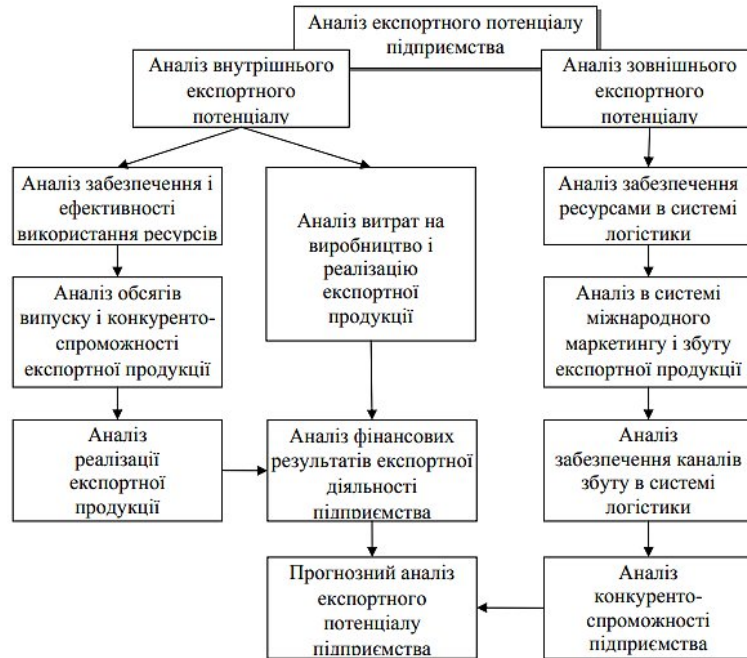 Аналіз експортного потенціалу
підприємства
Аналіз внутрішнього
експортного
потенціалу
Аналіз зовнішнього
експортного
потенціалу
Аналіз забезпечення і
ефективності
використання ресурсів
Аналіз витрат на
виробництво і
реалізацію
експортної
продукції
Аналіз забезпечення
ресурсами в системі
логістики
Аналіз обсягів
випуску і конкуренто-
спроможності
експортної продукції
Аналіз в системі
міжнародного
маркетингу і збуту
експортної продукції
Аналіз
реалізації
експортної
продукції
Аналіз фінансових
результатів експортної
діяльності
підприємства
Аналіз
забезпечення каналів
збуту в системі
логістики
Прогнозний аналіз
експортного
потенціалу
підприємства
Аналіз
конкуренто-
спроможності
підприємства